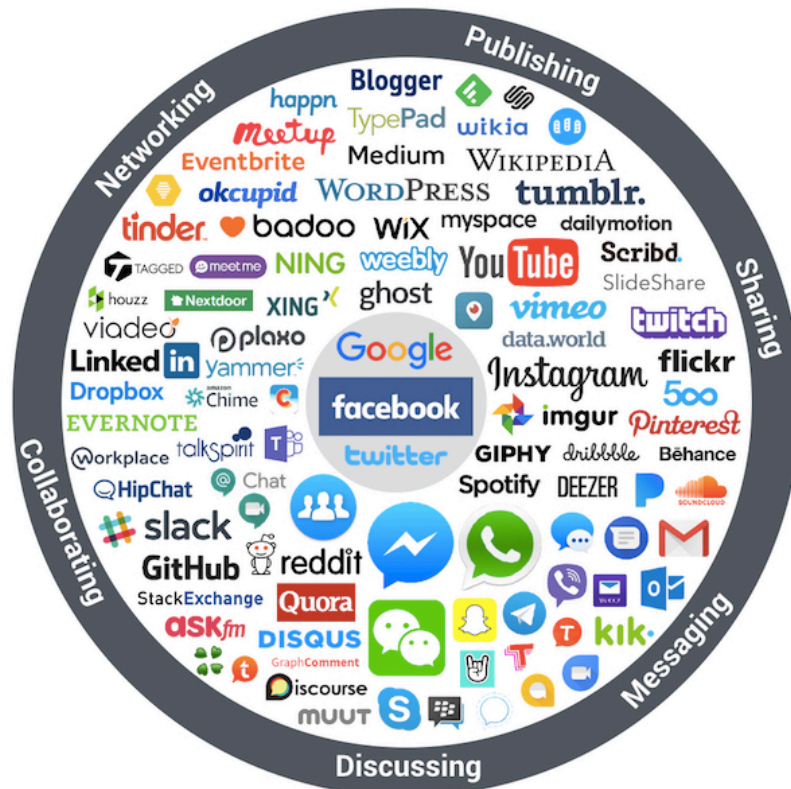 Publishing
Networking
Sharing
Collaborating
Messaging
Discussing
Blogger
happn
TypePad
wikia
meetup
Medium
WIKIPEDIA
Eventbrite
okcupid
WORDPRESS
tumblr.
tinder
badoo
WiX
myspace
dailymotion
TAGGED
meetme
NING
weebly
YouTube
Scribd.
SlideShare
houzz
Nextdoor
XING
ghost
vimeo
twitch
viadeo
plaxo
Google
data.world
LinkedIn
yammer
Instagram
flickr
Dropbox
amazon
Chime
facebook
500
EVERNOTE
imgur
Pinterest
Workplace
talkSpirit
T
twitter
GIPHY
dribbble
Bēhance
HipChat
Chat
Spotify
DEEZER
SOUNDCLOUD
slack
GitHub
reddit
StackExchange
Quora
askfm
DISQUS
kik
GraphComment
Discourse
MUUT